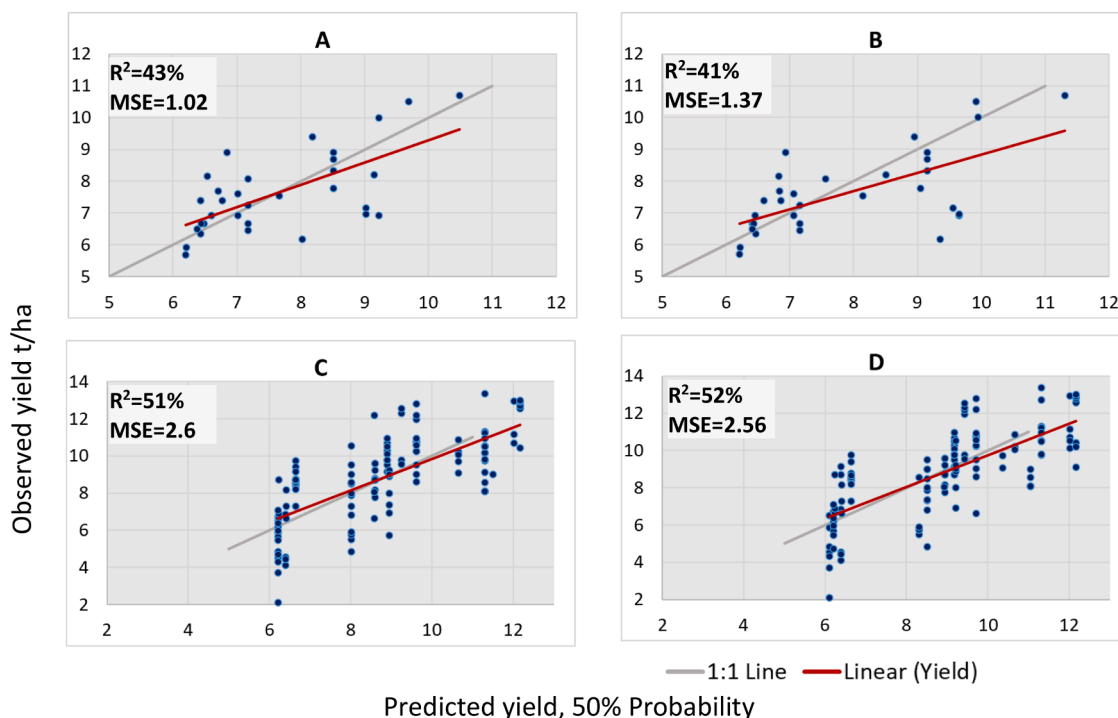 A
R²=43%
MSE=1.02
12
11
10
9
8
7
6
5
5 6 7 8 9 10 11 12
B
R²=41%
MSE=1.37
12
11
10
9
8
7
6
5
5 6 7 8 9 10 11 12
Observed yield t/ha
C
R²=51%
MSE=2.6
14
12
10
8
6
4
2
2 4 6 8 10 12
D
R²=52%
MSE=2.56
14
12
10
8
6
4
2
2 4 6 8 10 12
1:1 Line Linear (Yield)
Predicted yield, 50% Probability